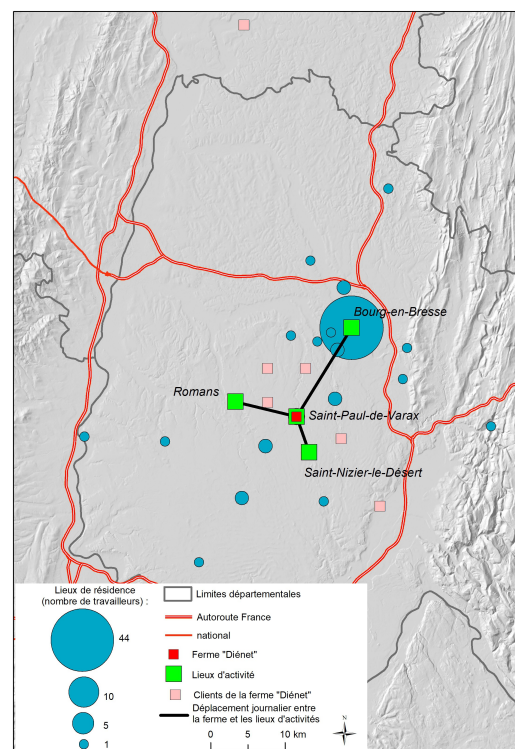 Bourg-en-Bresse
Romans
Saint-Paul-de-Varax
Saint-Nizier-le-Désert
Lieux de résidence
(nombre de travailleurs) :
44
10
5
1
Limites départementales
Autoroute France
national
Ferme "Diénet"
Lieux d'activité
Clients de la ferme "Diénet"
Déplacement journalier entre
la ferme et les lieux d'activités
N
0 5 10 km